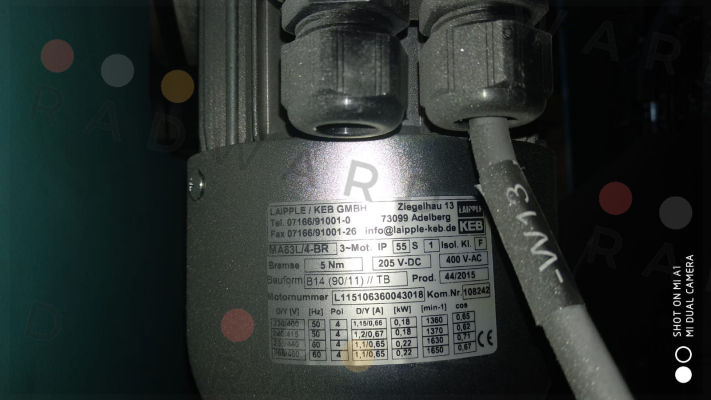 RADWARE
LAIPPLE / KEB GMBH Ziegelhau 13 LAIPPLE
Tel. 07166/91001-0 73099 Adelberg KEB
Fax 07166/91001-26 info@laipple-keb.de
MA63L/4-BR 3~Mot. IP 55 S 1 Isol. Kl. F
Bremse 5 Nm 205 V-DC 400 V-AC
Bauform B14 (90/11) // TB Prod. 44/2015
Motornummer L115106360043018 Kom.Nr. 108242
D/Y [V] [Hz] Pol D/Y [A] [kW] [min-1] cos
230/400 50 4 1,15/0,66 0,18 1360 0,65
50 4 1,2/0,67 0,18 1370 0,62
60 4 1,1/0,65 0,22 1630 0,71
60 4 1,1/0,65 0,22 1650 0,67
CE
-W13
SHOT ON MI A1
MI DUAL CAMERA